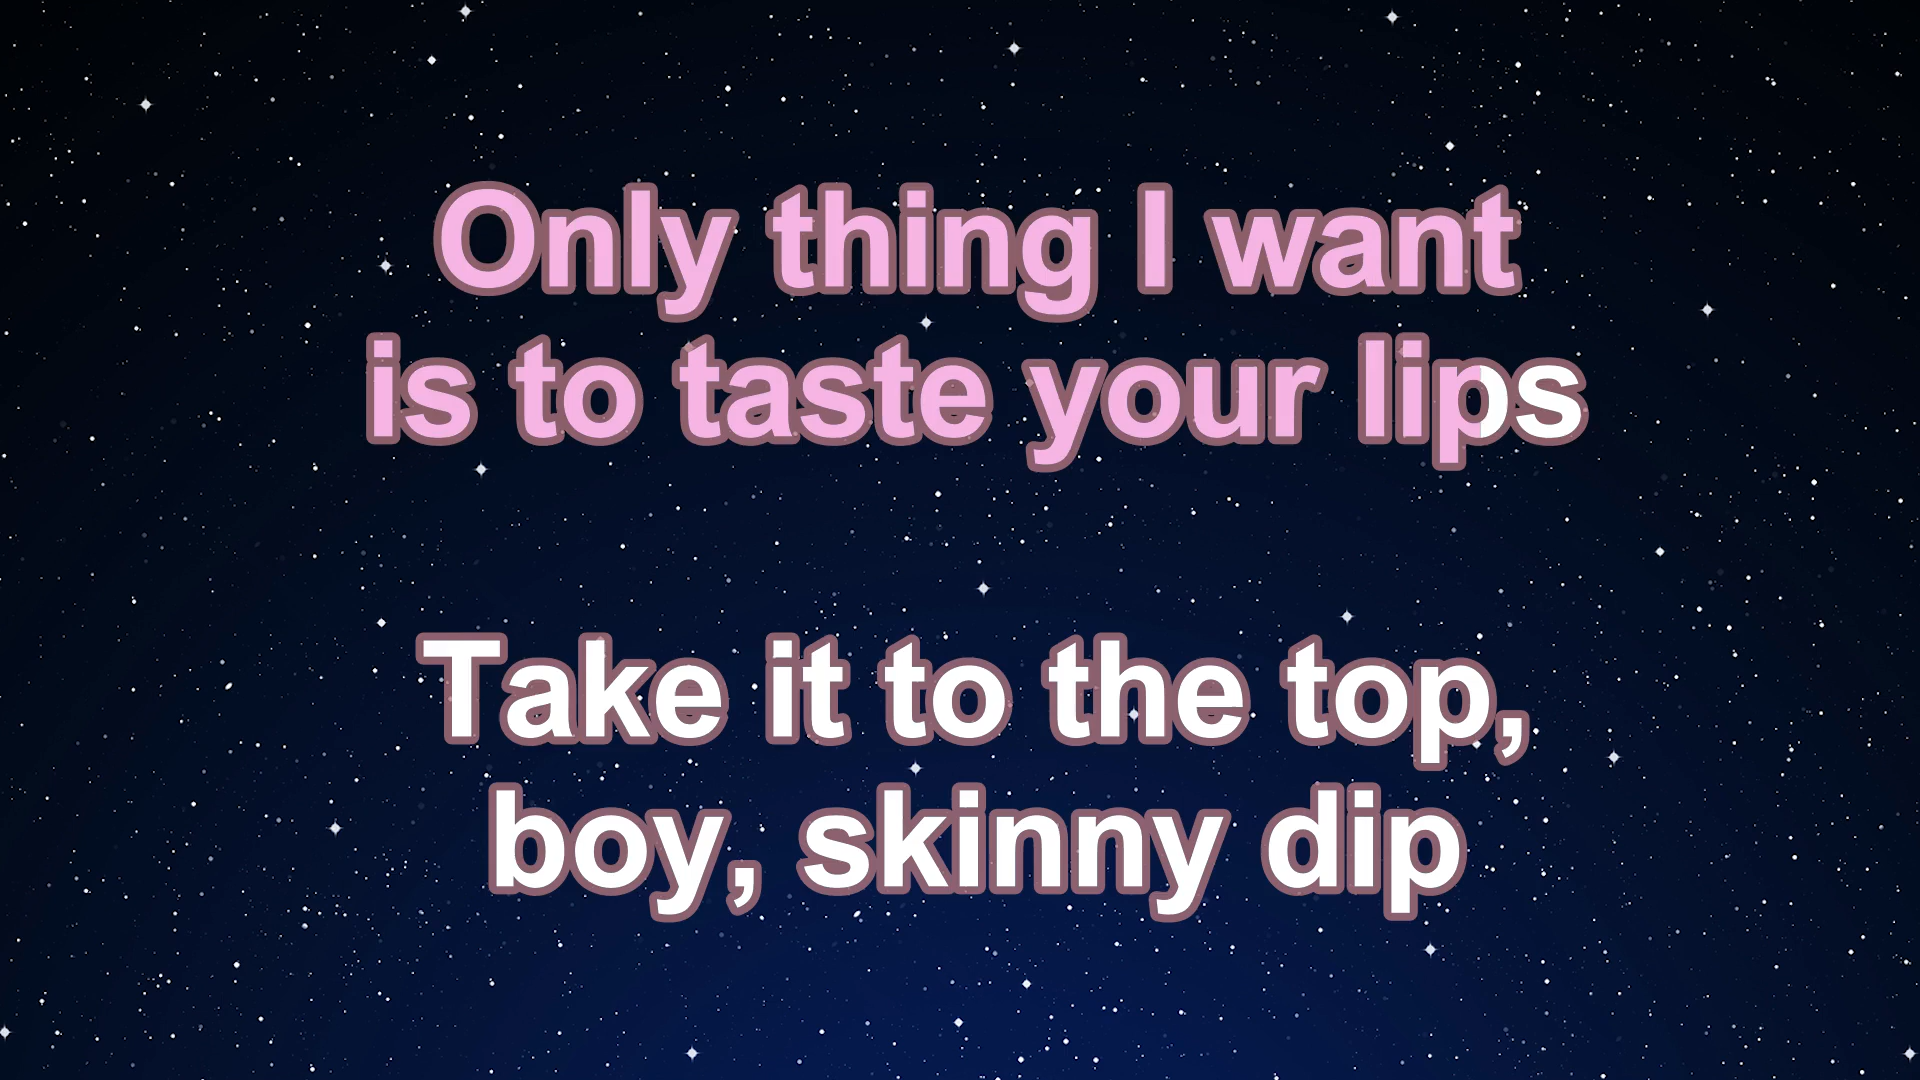 Only thing I want
is to taste your lips
Take it to the top,
boy, skinny dip